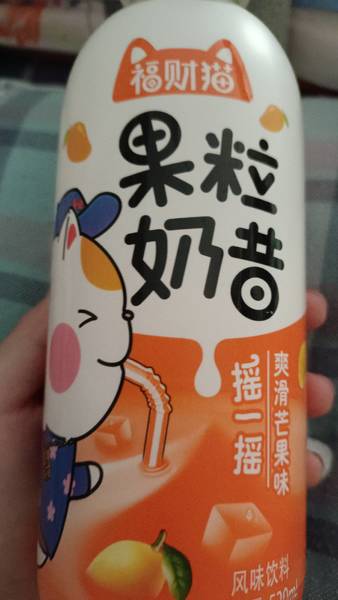 福财猫
果粒
奶昔
摇一摇
爽滑芒果味
风味饮料